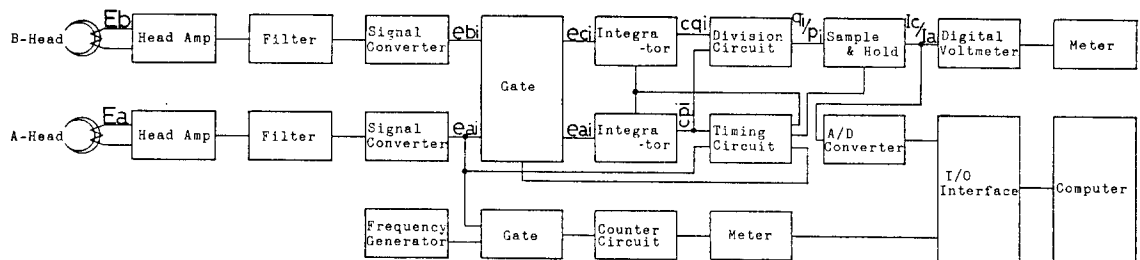 Eb
B-Head
Head Amp
Filter
Signal
Converter
ebi
Gate
eci
Integra
-tor
cqi
Division
Circuit
qi/pi
Sample
& Hold
Ic/Ia
Digital
Voltmeter
Meter
Ea
A-Head
Head Amp
Filter
Signal
Converter
eai
eai
Integra
-tor
cpi
Timing
Circuit
A/D
Converter
I/O
Interface
Computer
Frequency
Generator
Gate
Counter
Circuit
Meter